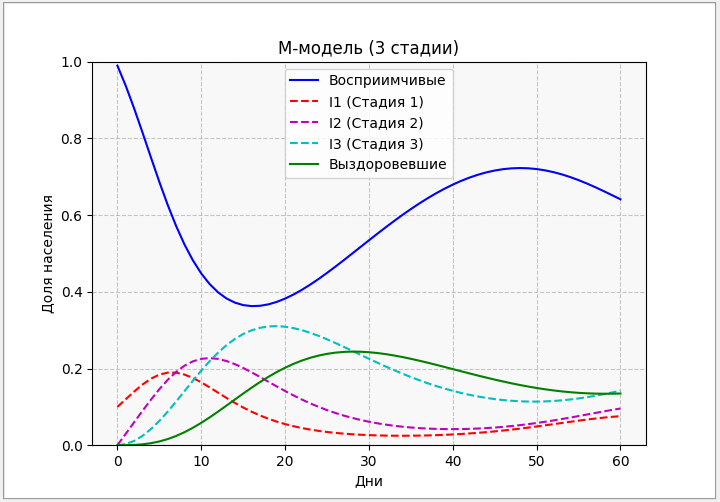 М-модель (3 стадии)
Восприимчивые
I1 (Стадия 1)
I2 (Стадия 2)
I3 (Стадия 3)
Выздоровевшие
Доля населения
1.0
0.8
0.6
0.4
0.2
0.0
0 10 20 30 40 50 60
Дни